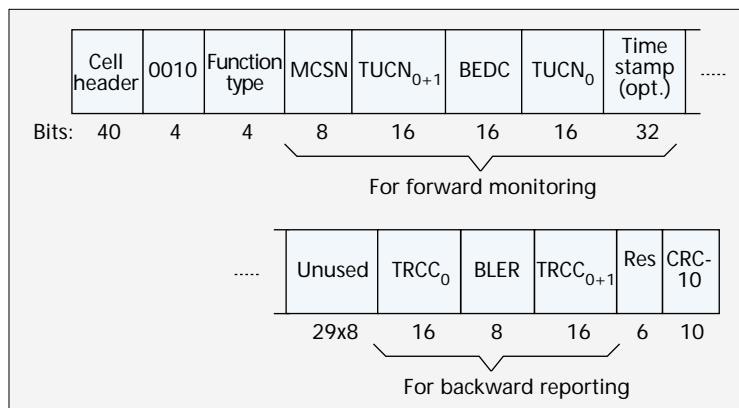 Cell header 0010 Function type MCSN TUCN0+1 BEDC TUCN0 Time stamp (opt.) .....
Bits: 40 4 4 8 16 16 16 32
For forward monitoring
..... Unused TRCC0 BLER TRCC0+1 Res CRC-10
29x8 16 8 16 6 10
For backward reporting